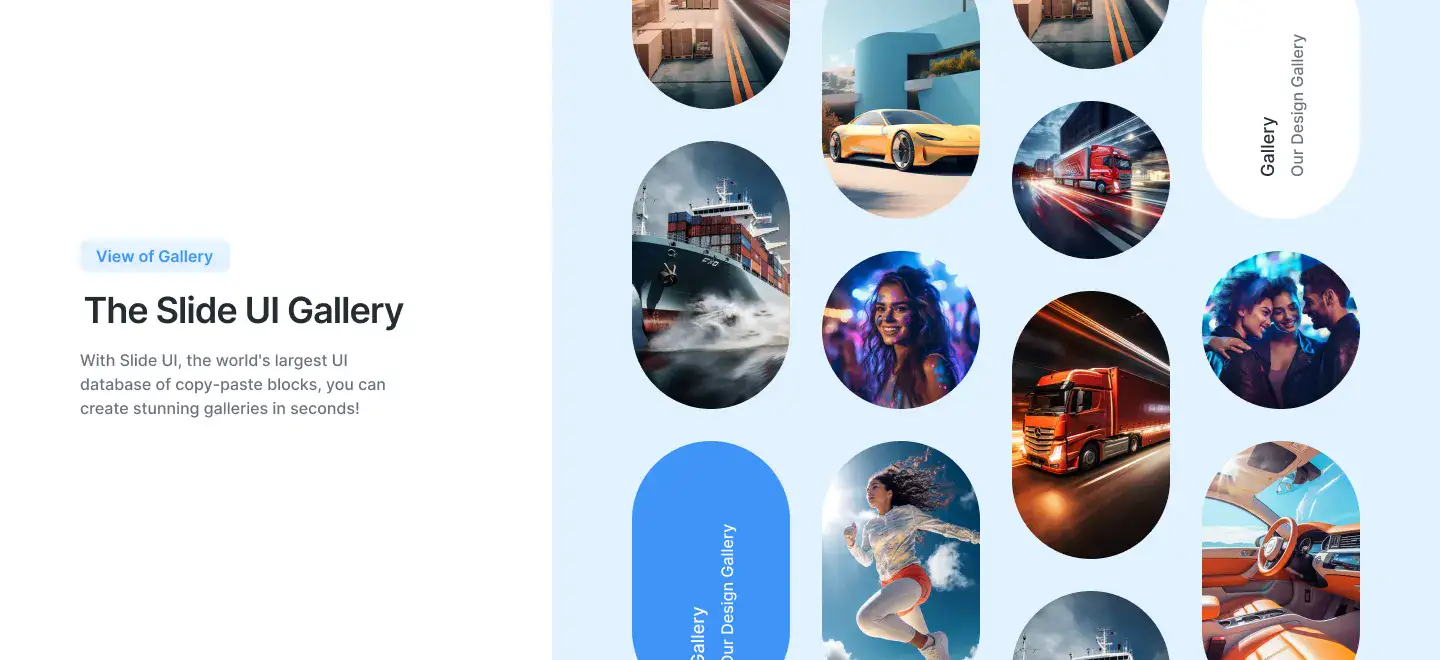 View of Gallery
The Slide UI Gallery
With Slide UI, the world's largest UI
database of copy-paste blocks, you can
create stunning galleries in seconds!
Gallery
Our Design Gallery
Gallery
Our Design Gallery